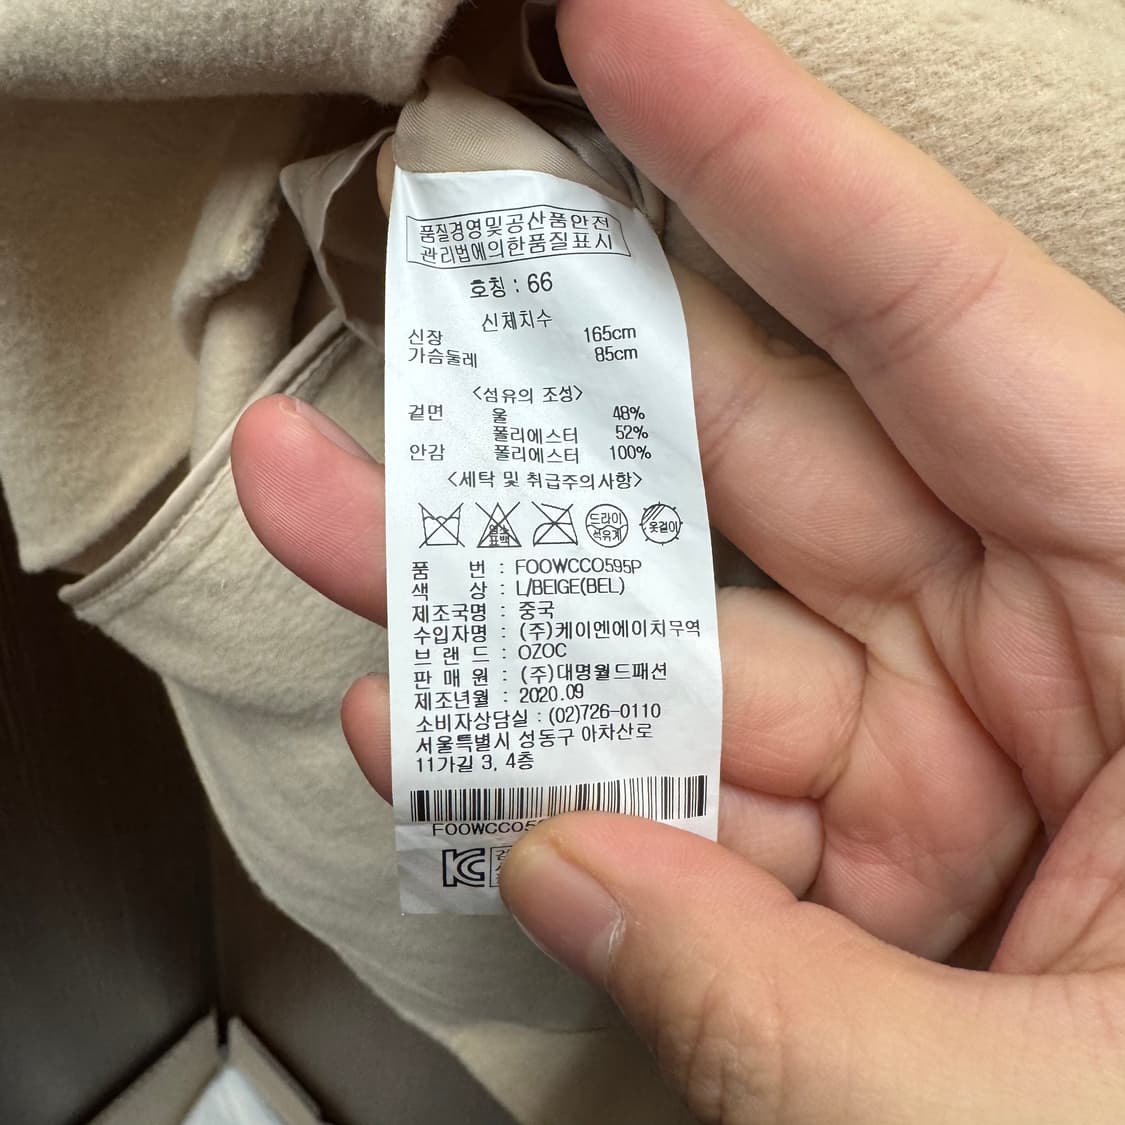 품질경영및공산품안전
관리법에의한품질표시
호칭 : 66
신체치수
신장 165cm
가슴둘레 85cm
<섬유의 조성>
겉면 울 48%
폴리에스터 52%
안감 폴리에스터 100%
<세탁 및 취급주의사항>
염소
표백
드라이
석유계
옷걸이
품 번 : FOOWCCO595P
색 상 : L/BEIGE(BEL)
제조국명 : 중국
수입자명 : (주)케이엔에이치무역
브 랜 드 : OZOC
판 매 원 : (주)대명월드패션
제조년월 : 2020.09
소비자상담실 : (02)726-0110
서울특별시 성동구 아차산로
11가길 3, 4층